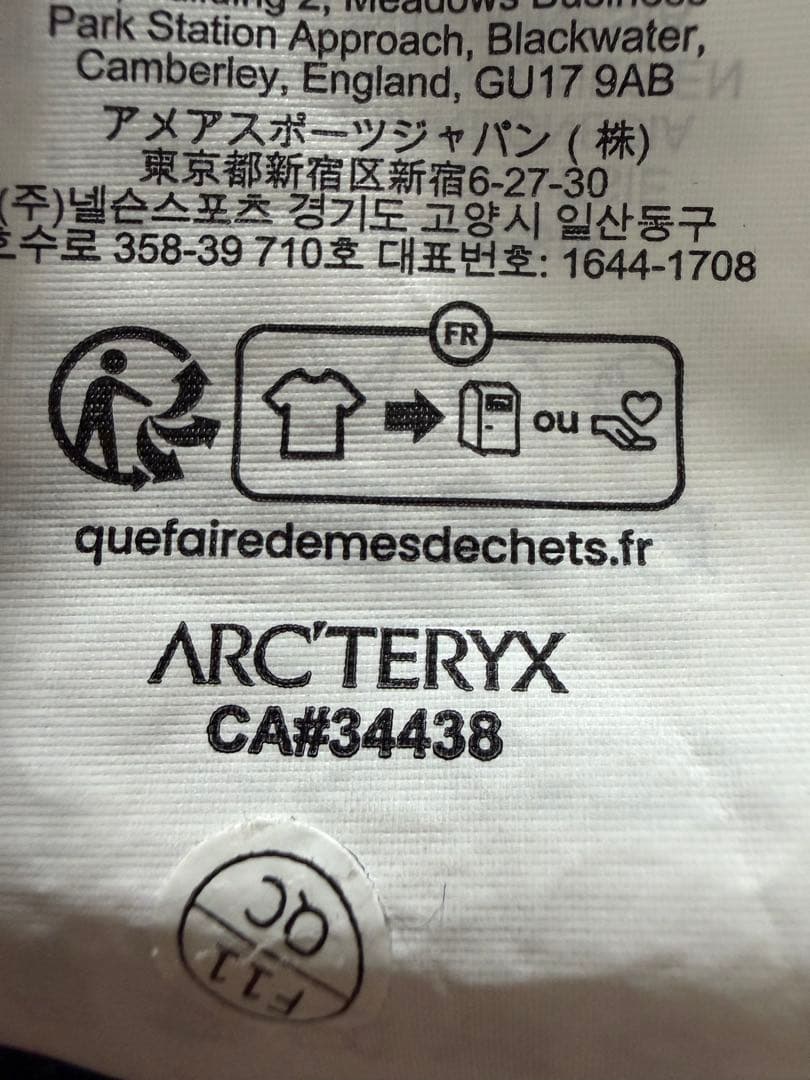 2, Meadows Business
Park Station Approach, Blackwater,
Camberley, England, GU17 9AB
アメアスポーツジャパン ( 株)
東京都新宿区新宿6-27-30
(주)넬슨스포츠 경기도 고양시 일산동구
호수로 358-39 710호 대표번호: 1644-1708
FR
ou
quefairedemesdechets.fr
ARC'TERYX
CA#34438
QC
F11